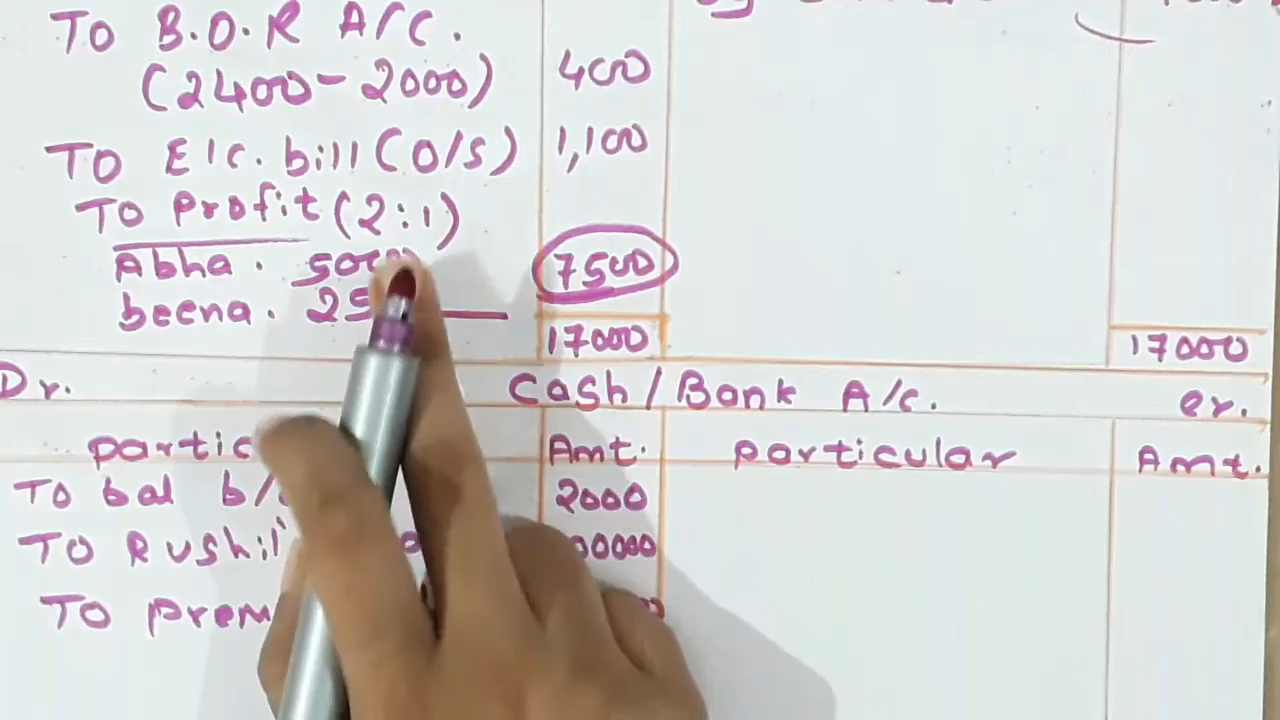 To B.O.R A/C.
(2400-2000) 400
To Elc. bill (O/S) 1,100
To Profit (2:1)
Abha. 7500
beena. 17000 17000
Dr. Cash/Bank A/c. cr.
Amt. particular Amt.
To bal 2000
To Rushil
To